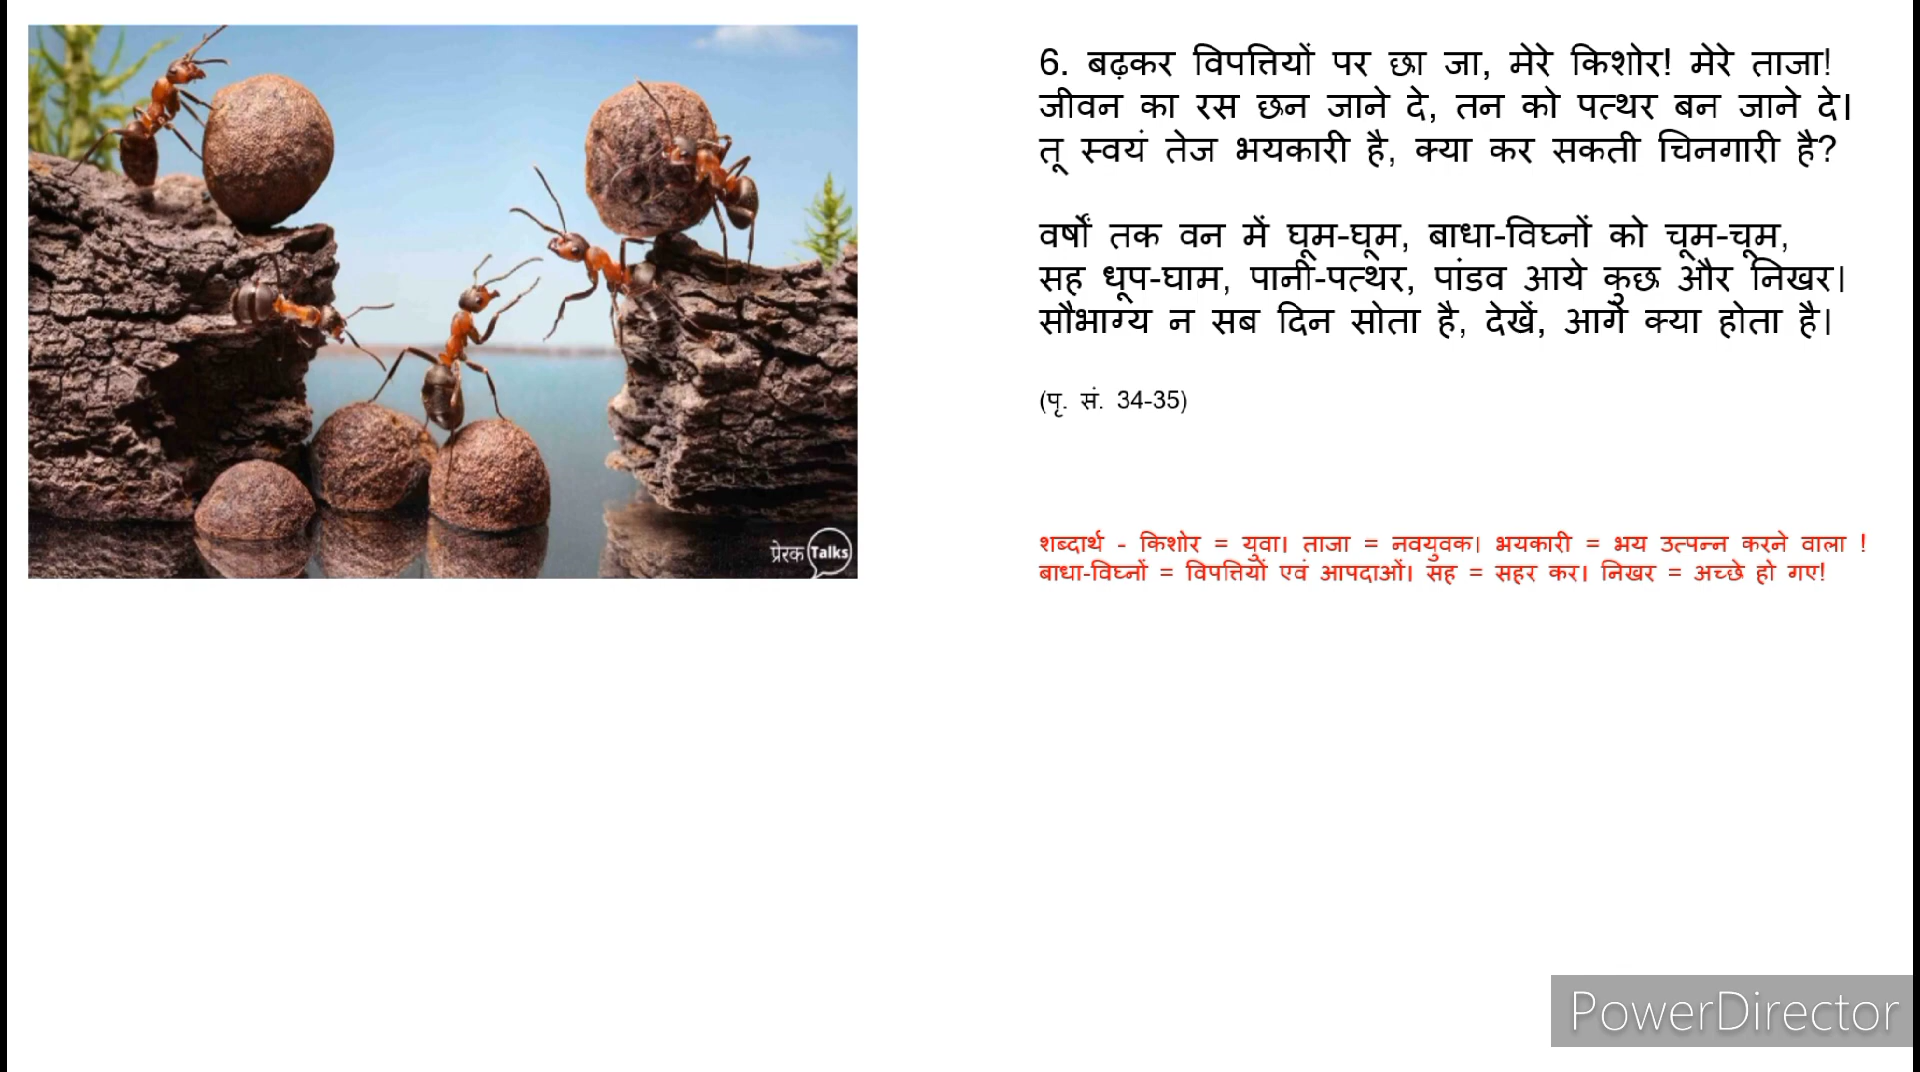 प्रेरक Talks
6. बढ़कर विपत्तियों पर छा जा, मेरे किशोर! मेरे ताजा!
जीवन का रस छन जाने दे, तन को पत्थर बन जाने दे।
तू स्वयं तेज भयकारी है, क्या कर सकती चिनगारी है?
वर्षों तक वन में घूम-घूम, बाधा-विघ्नों को चूम-चूम,
सह धूप-घाम, पानी-पत्थर, पांडव आये कुछ और निखर।
सौभाग्य न सब दिन सोता है, देखें, आगे क्या होता है।
(पृ. सं. 34-35)
शब्दार्थ - किशोर = युवा। ताजा = नवयुवक। भयकारी = भय उत्पन्न करने वाला !
बाधा-विघ्नों = विपत्तियों एवं आपदाओं। सह = सहर कर। निखर = अच्छे हो गए!
PowerDirector